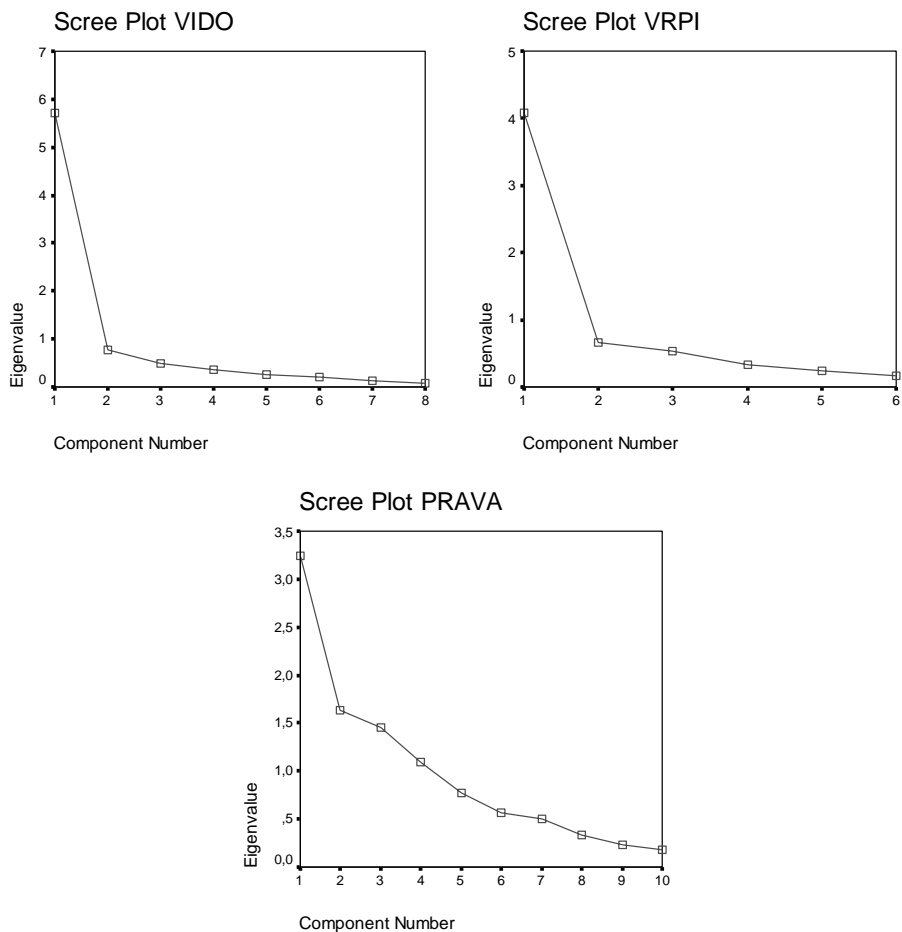 Scree Plot VIDO
7
6
5
4
3
2
1
0
Eigenvalue
1 2 3 4 5 6 7 8
Component Number
Scree Plot VRPI
5
4
3
2
1
0
Eigenvalue
1 2 3 4 5 6
Component Number
Scree Plot PRAVA
3,5
3,0
2,5
2,0
1,5
1,0
,5
0,0
Eigenvalue
1 2 3 4 5 6 7 8 9 10
Component Number